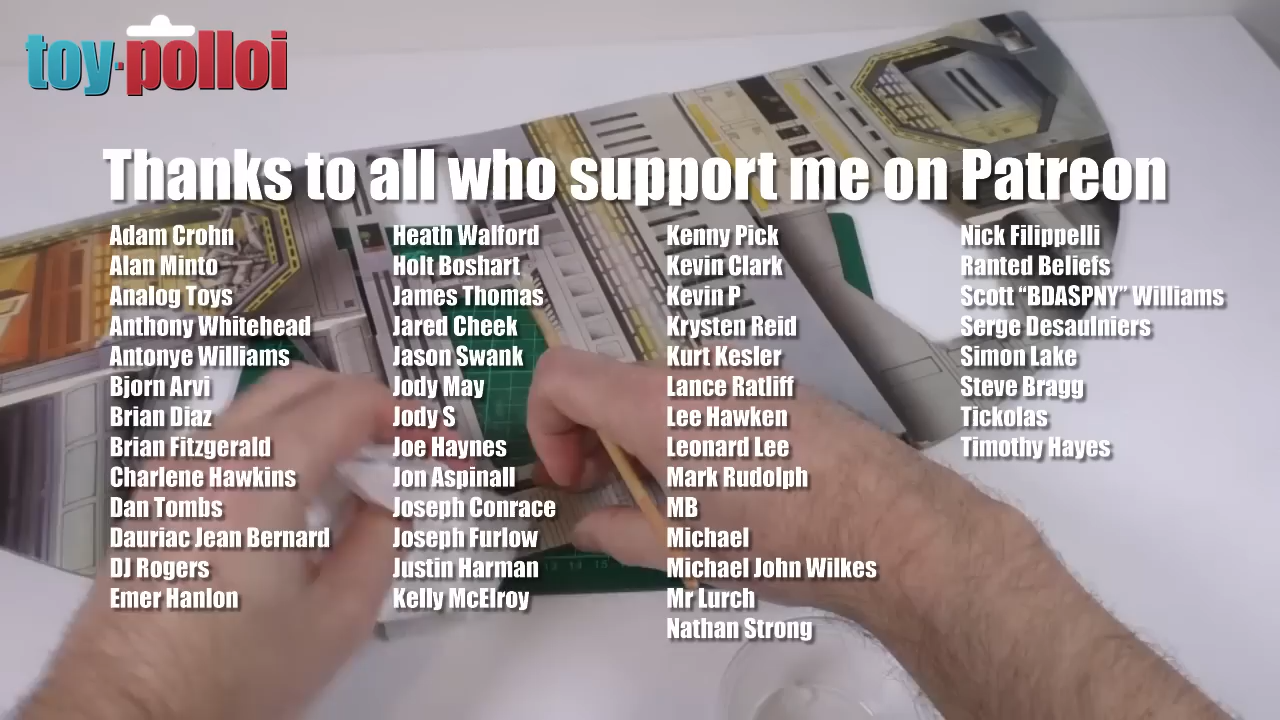 toy·polloi
Thanks to all who support me on Patreon
Adam Crohn
Alan Minto
Analog Toys
Anthony Whitehead
Antonye Williams
Bjorn Arvi
Brian Diaz
Brian Fitzgerald
Charlene Hawkins
Dan Tombs
Dauriac Jean Bernard
DJ Rogers
Emer Hanlon
Heath Walford
Holt Boshart
James Thomas
Jared Cheek
Jason Swank
Jody May
Jody S
Joe Haynes
Jon Aspinall
Joseph Conrace
Joseph Furlow
Justin Harman
Kelly McElroy
Kenny Pick
Kevin Clark
Kevin P
Krysten Reid
Kurt Kesler
Lance Ratliff
Lee Hawken
Leonard Lee
Mark Rudolph
MB
Michael
Michael John Wilkes
Mr Lurch
Nathan Strong
Nick Filippelli
Ranted Beliefs
Scott “BDASPNY” Williams
Serge Desaulniers
Simon Lake
Steve Bragg
Tickolas
Timothy Hayes
13 14 15